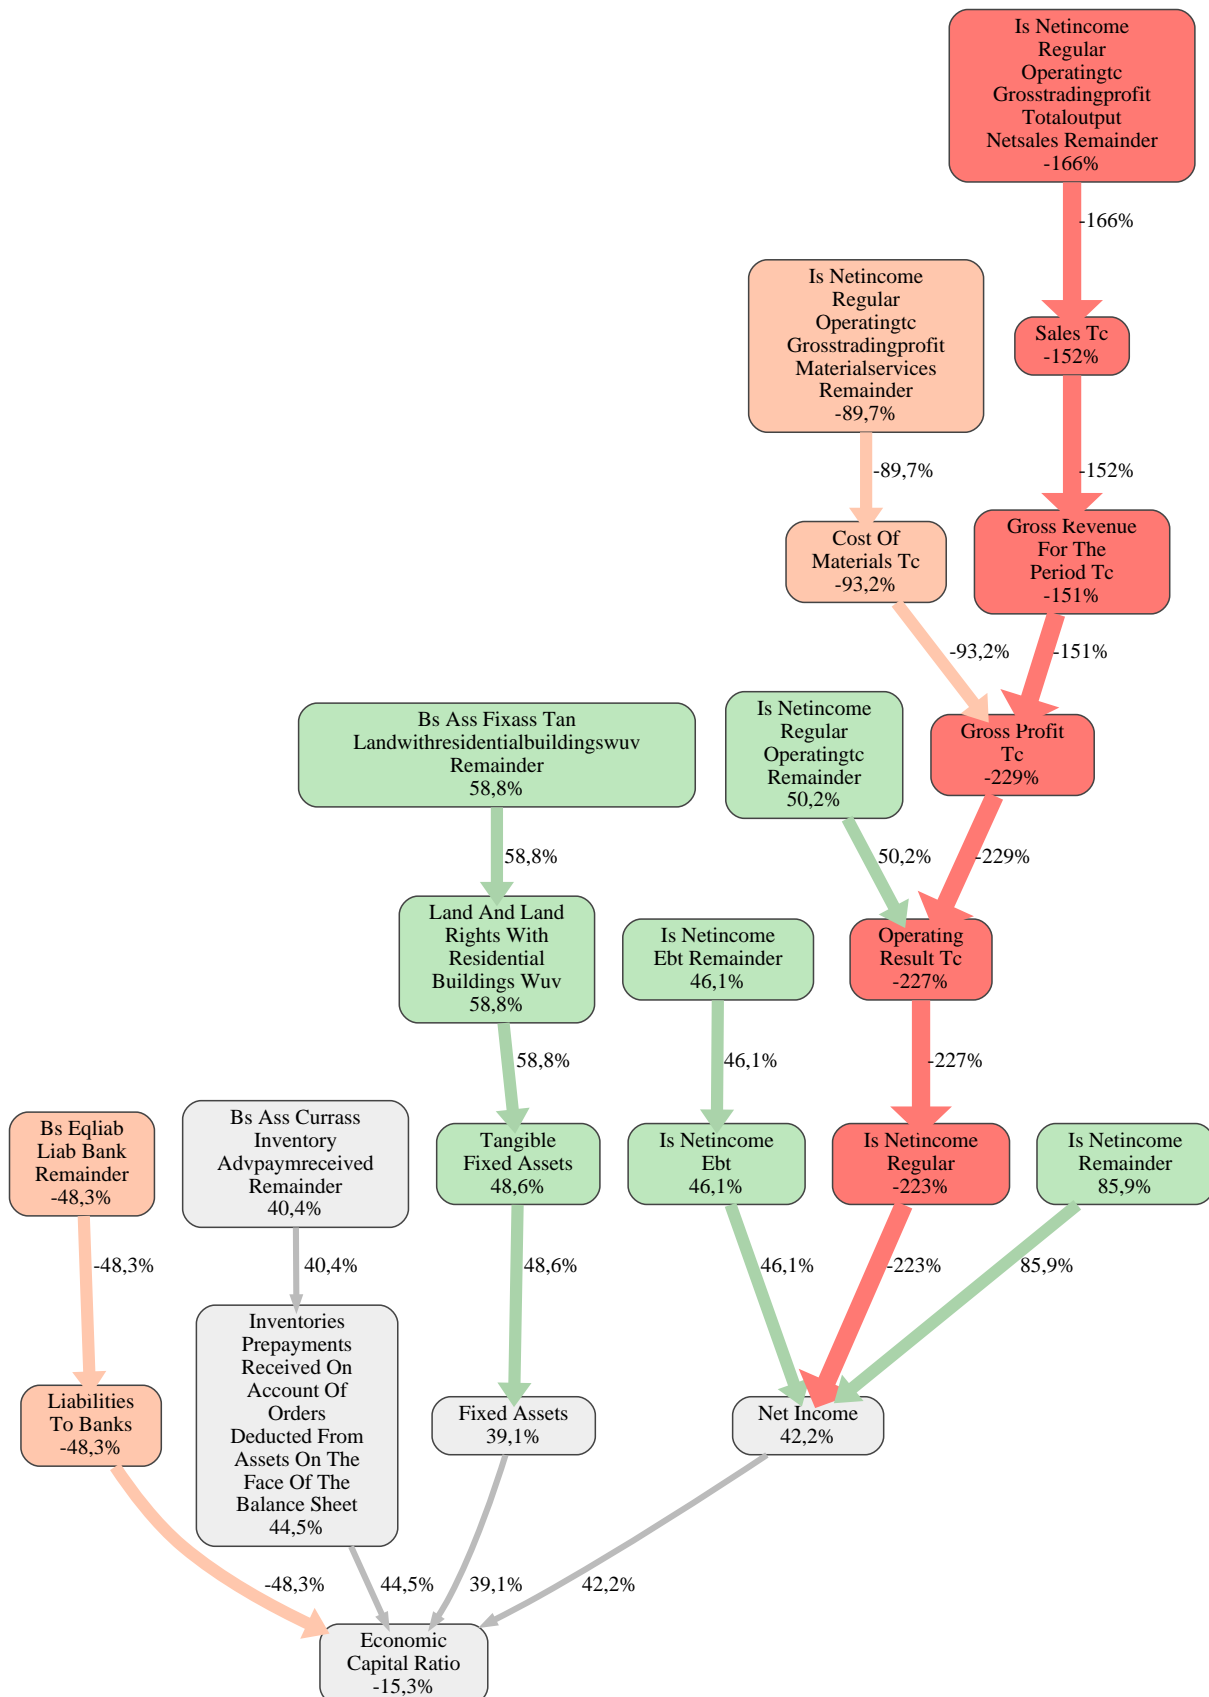 Is Netincome
Regular
Operatingtc
Grosstradingprofit
Totaloutput
Netsales Remainder
-166%
-166%
Is Netincome
Regular
Operatingtc
Grosstradingprofit
Materialservices
Remainder
-89,7%
Sales Tc
-152%
-89,7%
-152%
Cost Of
Materials Tc
-93,2%
Gross Revenue
For The
Period Tc
-151%
-93,2%
-151%
Bs Ass Fixass Tan
Landwithresidentialbuildingswuv
Remainder
58,8%
Is Netincome
Regular
Operatingtc
Remainder
50,2%
Gross Profit
Tc
-229%
58,8%
50,2%
-229%
Land And Land
Rights With
Residential
Buildings Wuv
58,8%
Is Netincome
Ebt Remainder
46,1%
Operating
Result Tc
-227%
58,8%
46,1%
-227%
Bs Eqliab
Liab Bank
Remainder
-48,3%
Bs Ass Currass
Inventory
Advpaymreceived
Remainder
40,4%
Tangible
Fixed Assets
48,6%
Is Netincome
Ebt
46,1%
Is Netincome
Regular
-223%
Is Netincome
Remainder
85,9%
-48,3%
40,4%
48,6%
46,1%
-223%
85,9%
Liabilities
To Banks
-48,3%
Inventories
Prepayments
Received On
Account Of
Orders
Deducted From
Assets On The
Face Of The
Balance Sheet
44,5%
Fixed Assets
39,1%
Net Income
42,2%
-48,3%
44,5%
39,1%
42,2%
Economic
Capital Ratio
-15,3%